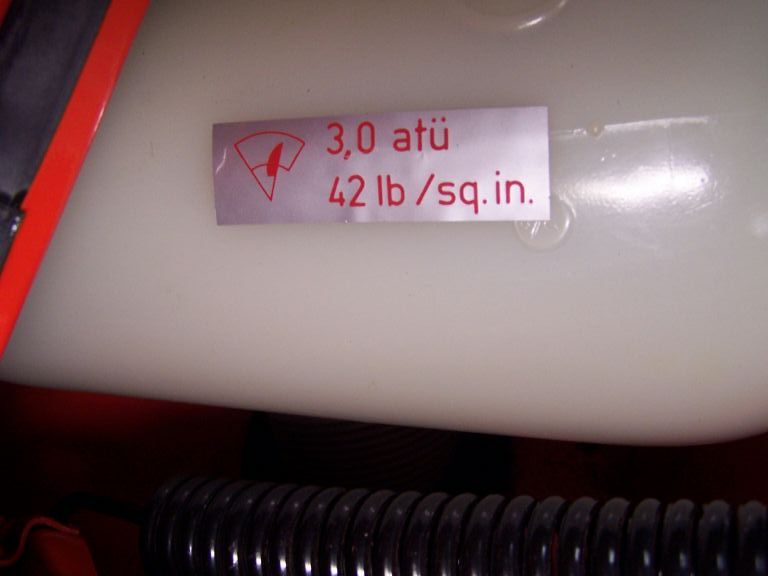 3,0 atü
42 lb/sq.in.